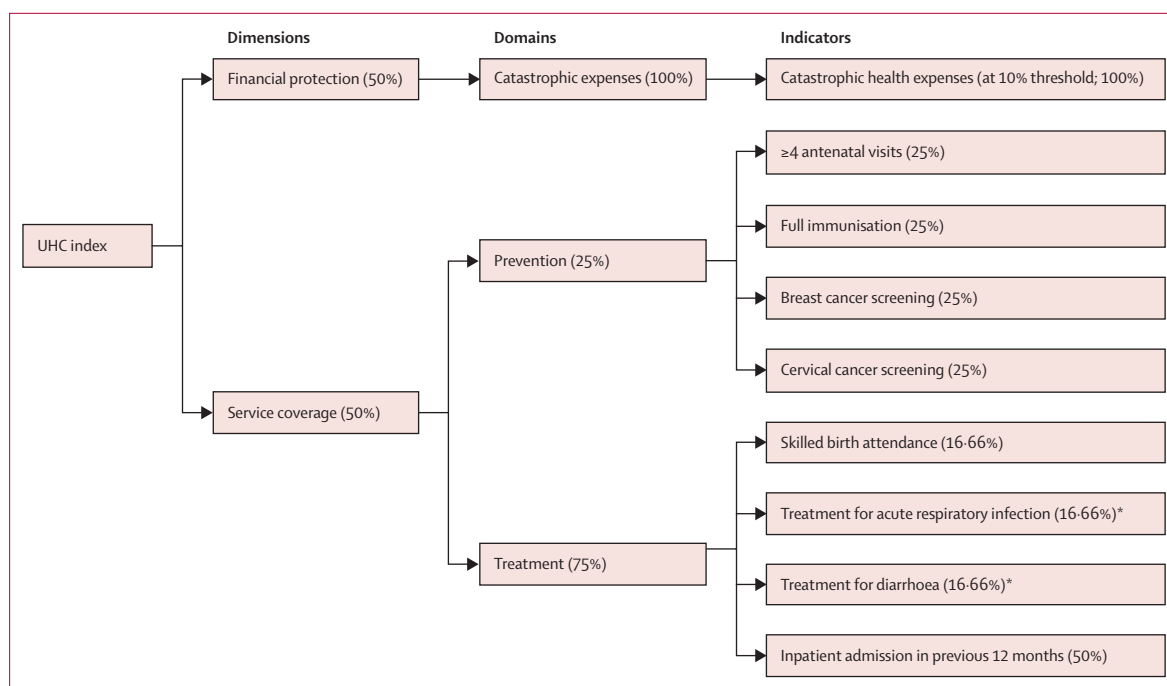 Dimensions
Domains
Indicators
UHC index
Financial protection (50%)
Service coverage (50%)
Catastrophic expenses (100%)
Prevention (25%)
Treatment (75%)
Catastrophic health expenses (at 10% threshold; 100%)
≥4 antenatal visits (25%)
Full immunisation (25%)
Breast cancer screening (25%)
Cervical cancer screening (25%)
Skilled birth attendance (16·66%)
Treatment for acute respiratory infection (16·66%)*
Treatment for diarrhoea (16·66%)*
Inpatient admission in previous 12 months (50%)